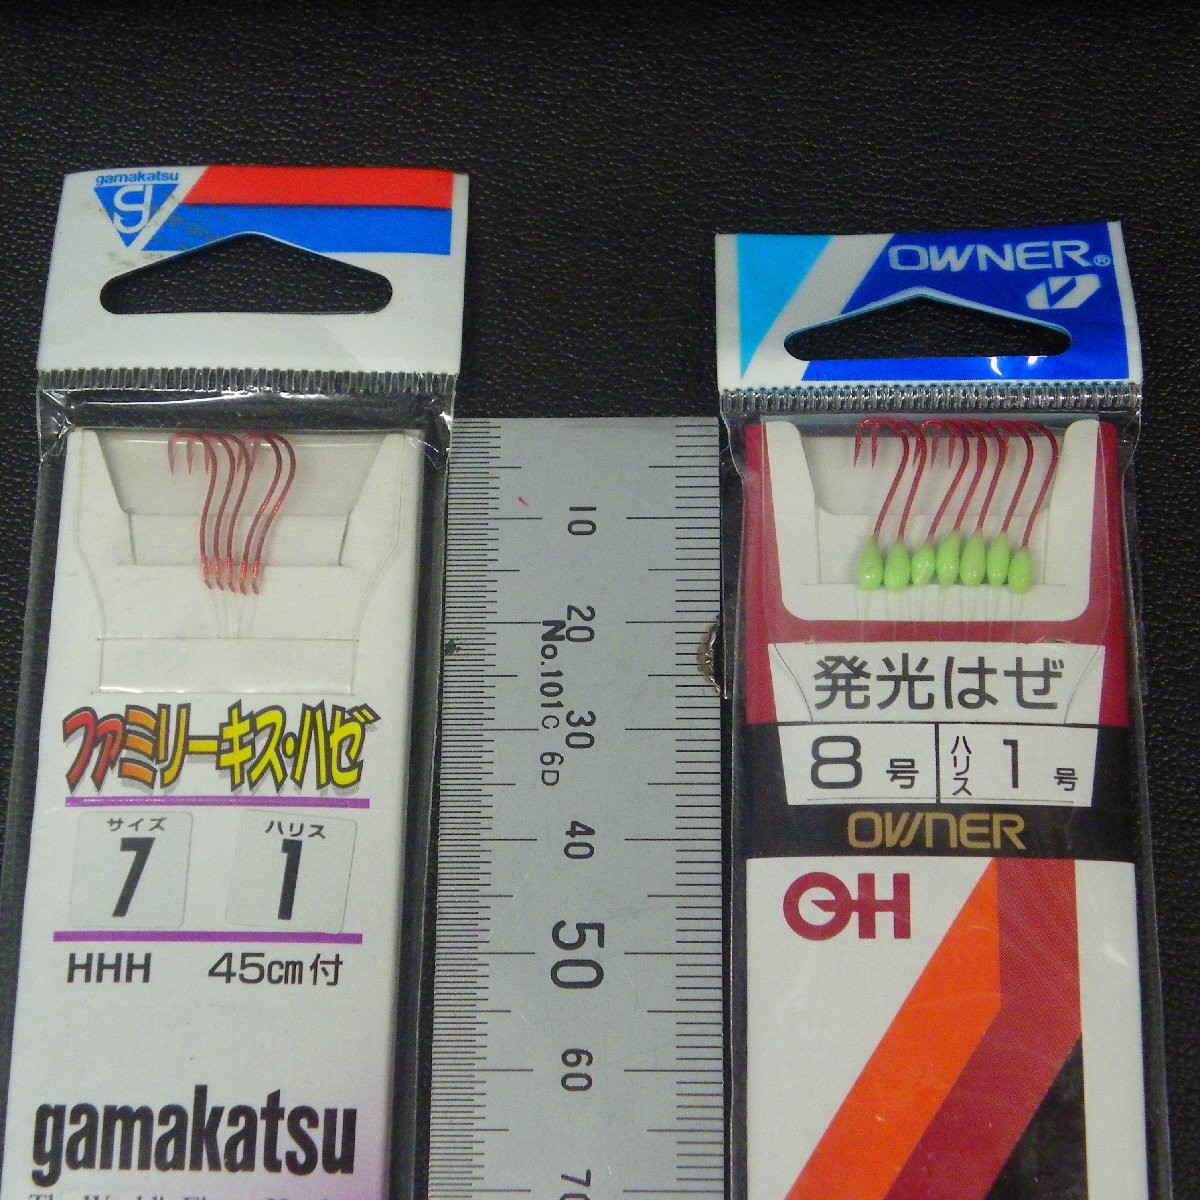 gamakatsu
ファミリーキス・ハゼ
サイズ
7
ハリス
1
HHH 45cm付
gamakatsu
10
20
30
40
50
60
No.101C 6D
OWNER®
発光はぜ
8号
ハリス 1号
OWNER
OH